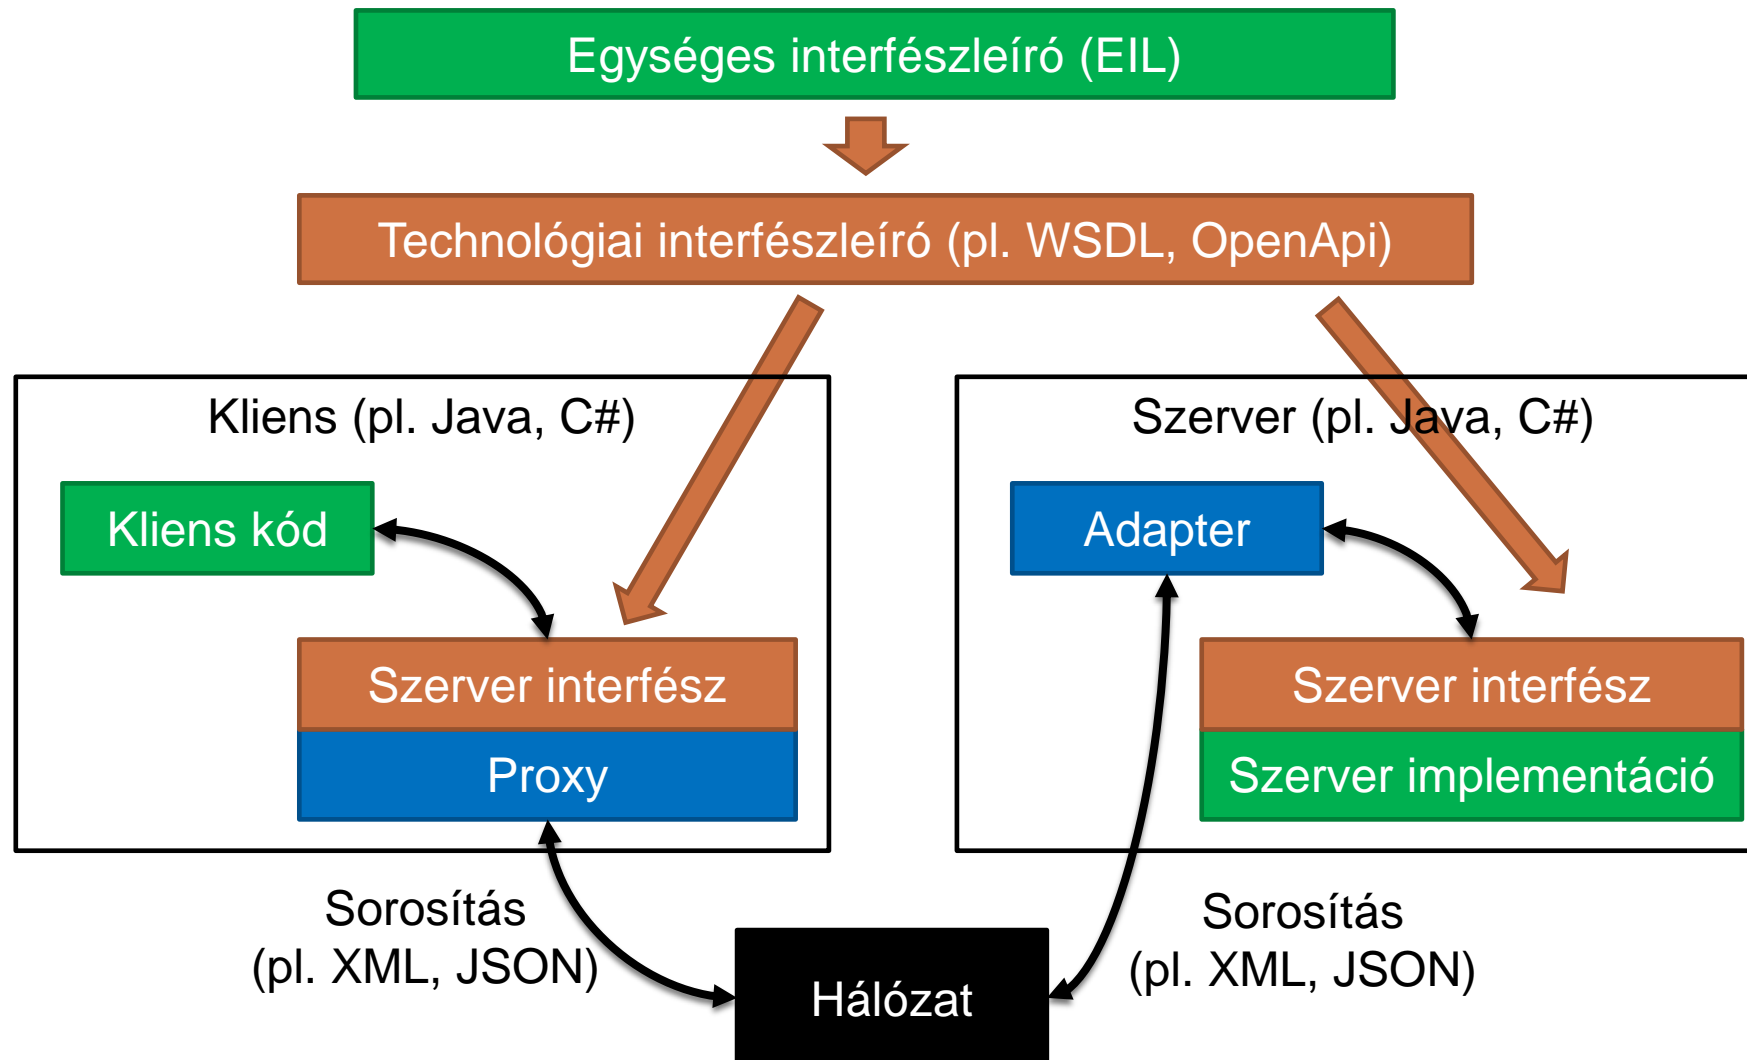 Egységes interfészleíró (EIL)
Technológiai interfészleíró (pl. WSDL, OpenApi)
Kliens (pl. Java, C#)
Kliens kód
Szerver interfész
Proxy
Szerver (pl. Java, C#)
Adapter
Szerver interfész
Szerver implementáció
Sorosítás
(pl. XML, JSON)
Hálózat
Sorosítás
(pl. XML, JSON)